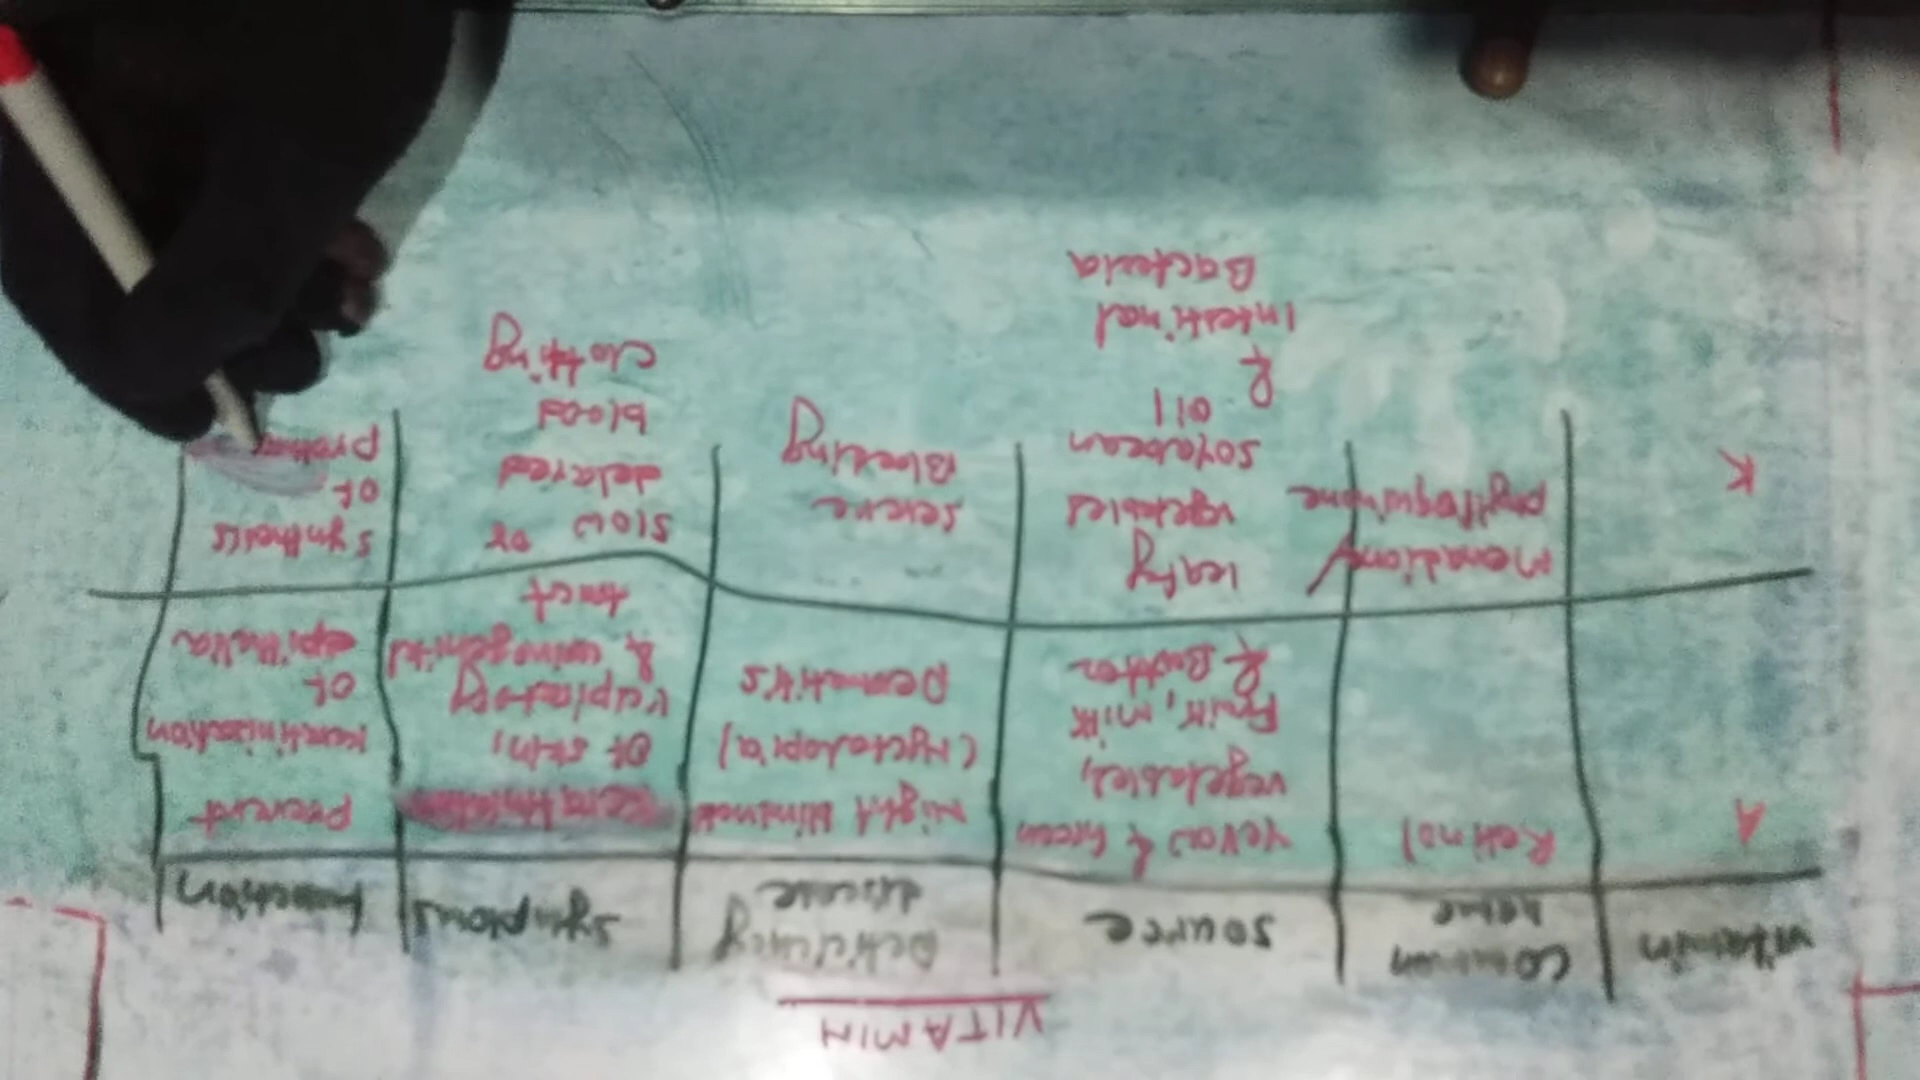 VITAMIN
vitamin
common
name
source
Deficiency
disease
symptoms
function
A
Retinol
Yellow & Green
vegetables,
Fruit, milk
& Butter
Night blindness
(Nyctalopia)
Dermatitis
of skin,
& urogenital
tract
prevent
keratinization
of
epithelia
K
menadione/
phylloquinone
leafy
vegetables
soyabean
oil
&
Intestinal
Bacteria
severe
Bleeding
slow or
delayed
blood
clotting
synthesis
of